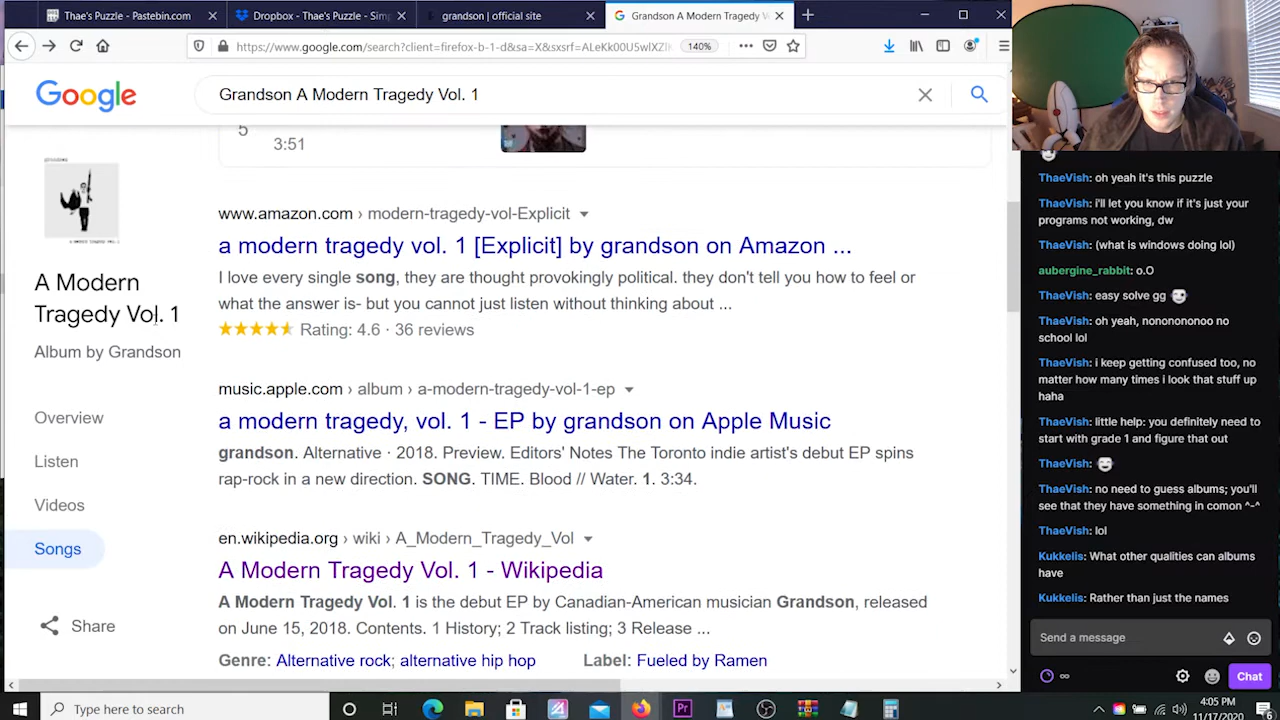 Thae's Puzzle - Pastebin.com
Dropbox - Thae's Puzzle - Sim
grandson | official site
Grandson A Modern Tragedy V
https://www.google.com/search?client=firefox-b-1-d&sa=X&sxsrf=
140%
Google
Grandson A Modern Tragedy Vol. 1
5
3:51
A Modern
Tragedy Vol. 1
Album by Grandson
Overview
Listen
Videos
Songs
Share
www.amazon.com › modern-tragedy-vol-Explicit
a modern tragedy vol. 1 [Explicit] by grandson on Amazon ...
I love every single song, they are thought provokingly political. they don't tell you how to feel or
what the answer is- but you cannot just listen without thinking about ...
Rating: 4.6 · 36 reviews
music.apple.com › album › a-modern-tragedy-vol-1-ep
a modern tragedy, vol. 1 - EP by grandson on Apple Music
grandson. Alternative · 2018. Preview. Editors' Notes The Toronto indie artist's debut EP spins
rap-rock in a new direction. SONG. TIME. Blood // Water. 1. 3:34.
en.wikipedia.org › wiki › A_Modern_Tragedy_Vol
A Modern Tragedy Vol. 1 - Wikipedia
A Modern Tragedy Vol. 1 is the debut EP by Canadian-American musician Grandson, released
on June 15, 2018. Contents. 1 History; 2 Track listing; 3 Release ...
Genre: Alternative rock; alternative hip hop Label: Fueled by Ramen
ThaeVish: oh yeah it's this puzzle
ThaeVish: i'll let you know if it's just your
programs not working, dw
ThaeVish: (what is windows doing lol)
aubergine_rabbit: o.O
ThaeVish: easy solve gg
ThaeVish: oh yeah, nonononono no
school lol
ThaeVish: i keep getting confused too, no
matter how many times i look that stuff up
haha
ThaeVish: little help: you definitely need to
start with grade 1 and figure that out
ThaeVish:
ThaeVish: no need to guess albums; you'll
see that they have something in comon ^-^
ThaeVish: lol
Kukkelis: What other qualities can albums
have
Kukkelis: Rather than just the names
Send a message
Chat
Type here to search
4:05 PM
11/17/2020